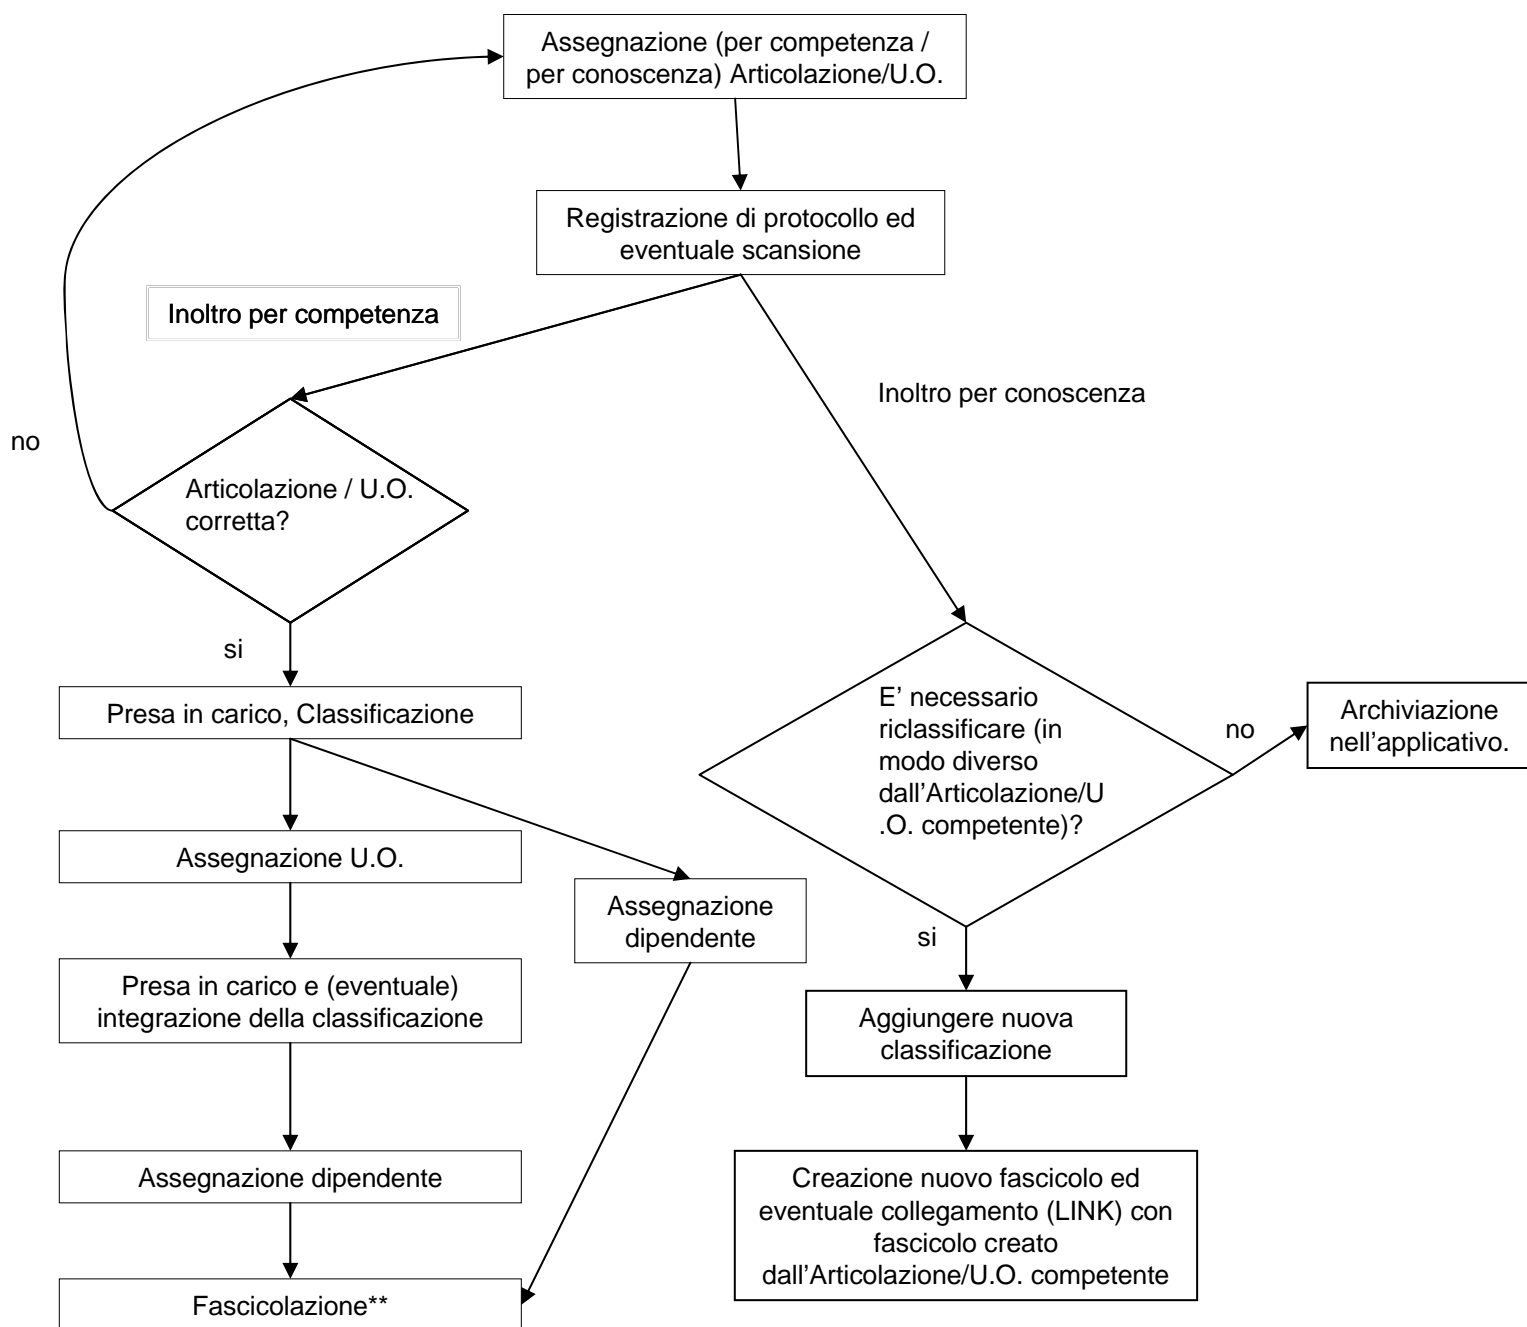 Assegnazione (per competenza /
per conoscenza) Articolazione/U.O.
Registrazione di protocollo ed
eventuale scansione
Inoltro per competenza
Inoltro per conoscenza
no
Articolazione / U.O.
corretta?
si
Presa in carico, Classificazione
E' necessario
riclassificare (in
modo diverso
dall'Articolazione/U
.O. competente)?
no
Archiviazione
nell'applicativo.
Assegnazione U.O.
Assegnazione
dipendente
si
Presa in carico e (eventuale)
integrazione della classificazione
Aggiungere nuova
classificazione
Assegnazione dipendente
Creazione nuovo fascicolo ed
eventuale collegamento (LINK) con
fascicolo creato
dall'Articolazione/U.O. competente
Fascicolazione**